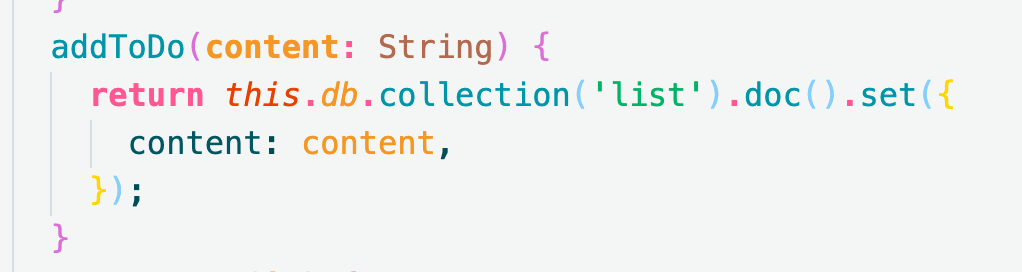 }
addToDo(content: String) {
return this.db.collection('list').doc().set({
content: content,
});
}